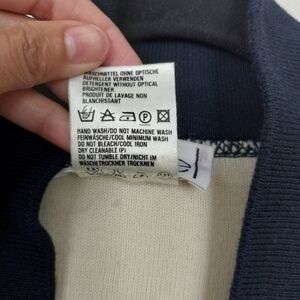 WASCHMITTEL OHNE OPTISCHE
AUFHELLER VERWENDEN
DETERGENT WITHOUT OPTICAL
BRIGHTENER
PRODUIT DE LAVAGE NON
BLANCHISSANT
HAND WASH/DO NOT MACHINE WASH
FEINWÄSCHE/COOL MINIMUM WASH
DO NOT BLEACH/COOL IRON
DRY CLEANABLE (P)
DO NOT TUMBLE DRY/NICHT IM
WÄSCHETROCKNER TROCKNEN